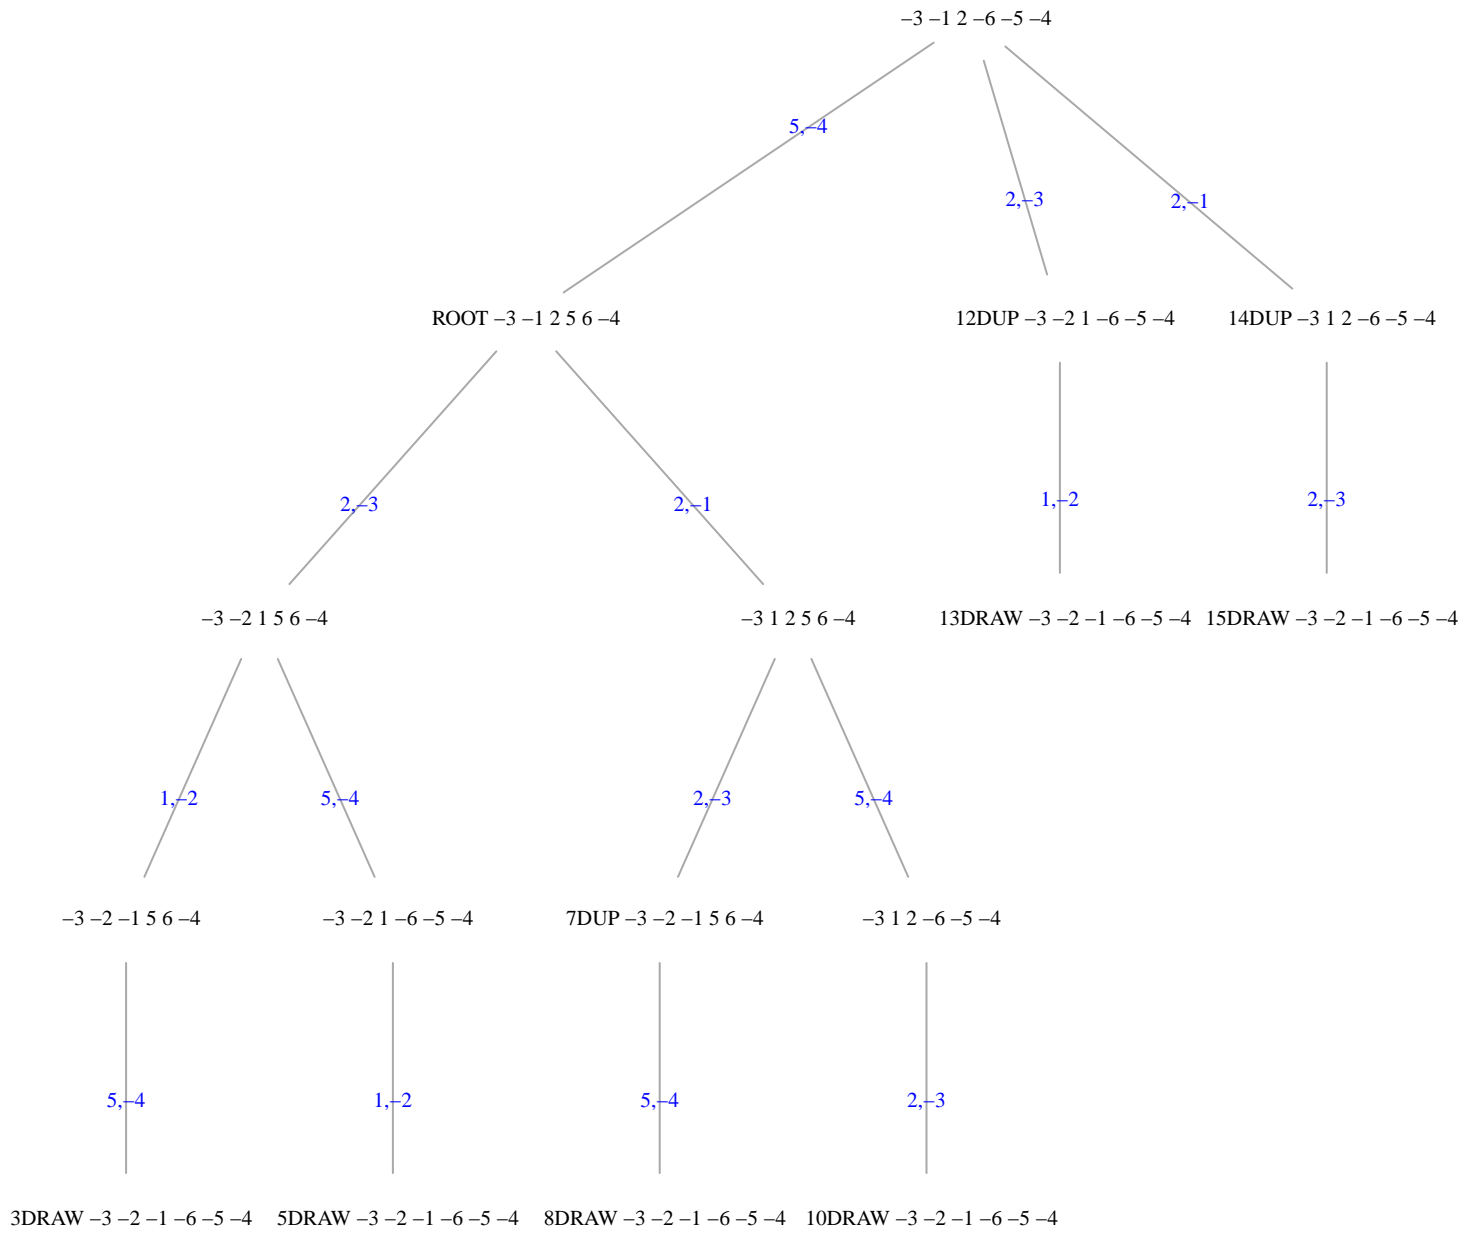 –3 –1 2 –6 –5 –4
5,–4
2,–3
2,–1
ROOT –3 –1 2 5 6 –4
12DUP –3 –2 1 –6 –5 –4
14DUP –3 1 2 –6 –5 –4
2,–3
2,–1
1,–2
2,–3
–3 –2 1 5 6 –4
–3 1 2 5 6 –4
13DRAW –3 –2 –1 –6 –5 –4
15DRAW –3 –2 –1 –6 –5 –4
1,–2
5,–4
2,–3
5,–4
–3 –2 –1 5 6 –4
–3 –2 1 –6 –5 –4
7DUP –3 –2 –1 5 6 –4
–3 1 2 –6 –5 –4
5,–4
1,–2
5,–4
2,–3
3DRAW –3 –2 –1 –6 –5 –4
5DRAW –3 –2 –1 –6 –5 –4
8DRAW –3 –2 –1 –6 –5 –4
10DRAW –3 –2 –1 –6 –5 –4